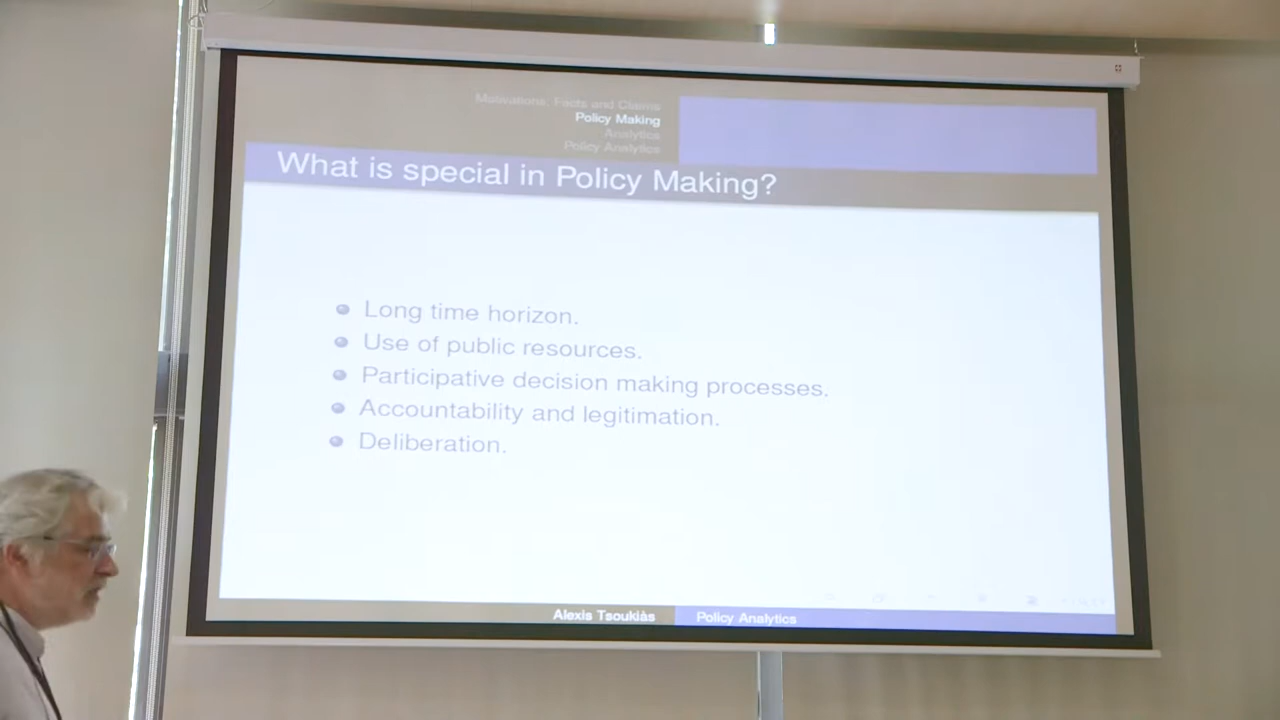 Motivations, Facts and Claims
Policy Making
Analytics
Policy Analytics
What is special in Policy Making?
Long time horizon.
Use of public resources.
Participative decision making processes.
Accountability and legitimation.
Deliberation.
Alexis Tsoukiàs
Policy Analytics